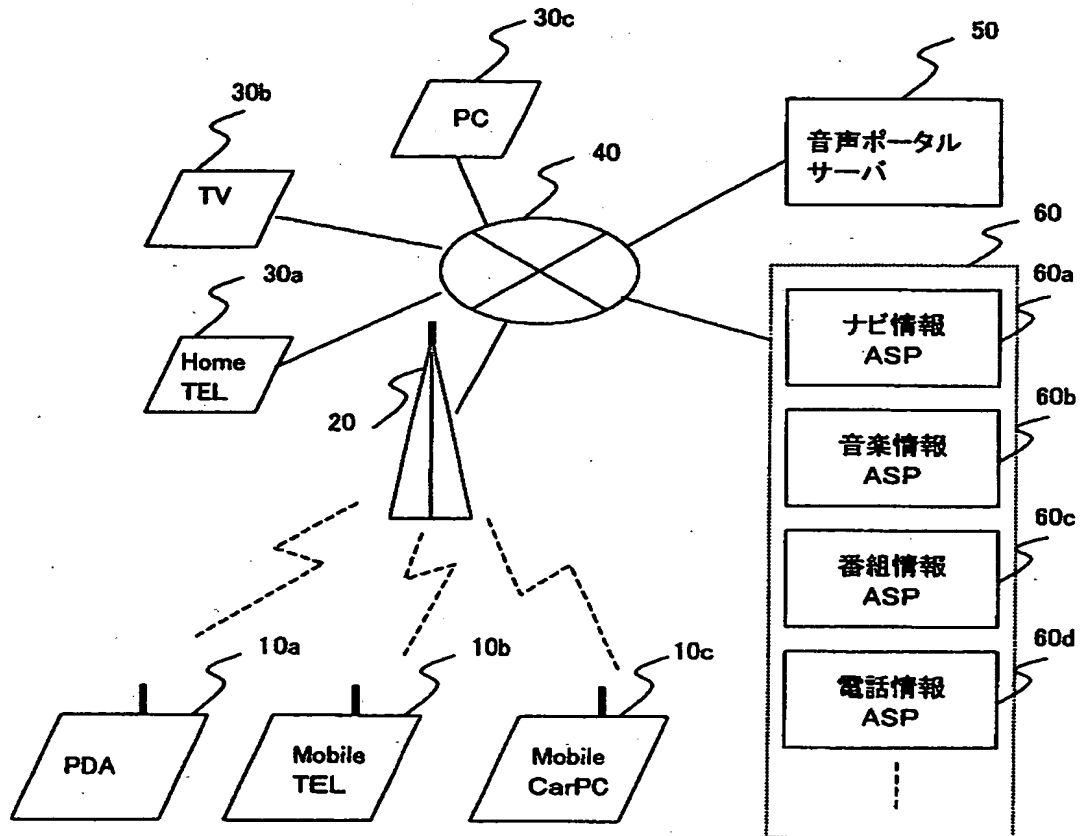 30c
50
30b
PC
40
音声ポータル
サーバ
TV
60
30a
60a
ナビ情報
ASP
Home
TEL
20
60b
音楽情報
ASP
60c
番組情報
ASP
60d
10a
10b
10c
電話情報
ASP
PDA
Mobile
TEL
Mobile
CarPC